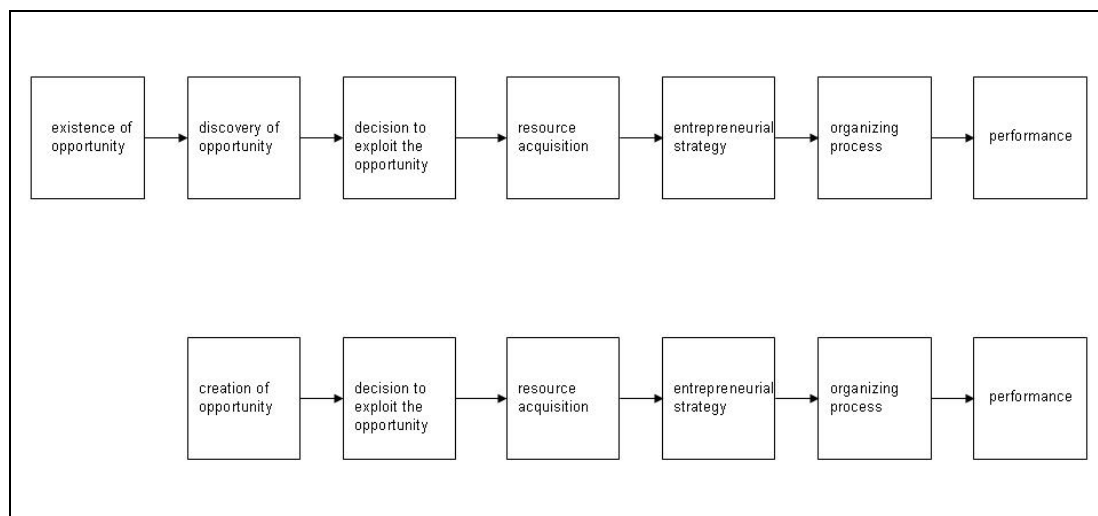 existence of
opportunity
discovery of
opportunity
decision to
exploit the
opportunity
resource
acquisition
entrepreneurial
strategy
organizing
process
performance
creation of
opportunity
decision to
exploit the
opportunity
resource
acquisition
entrepreneurial
strategy
organizing
process
performance